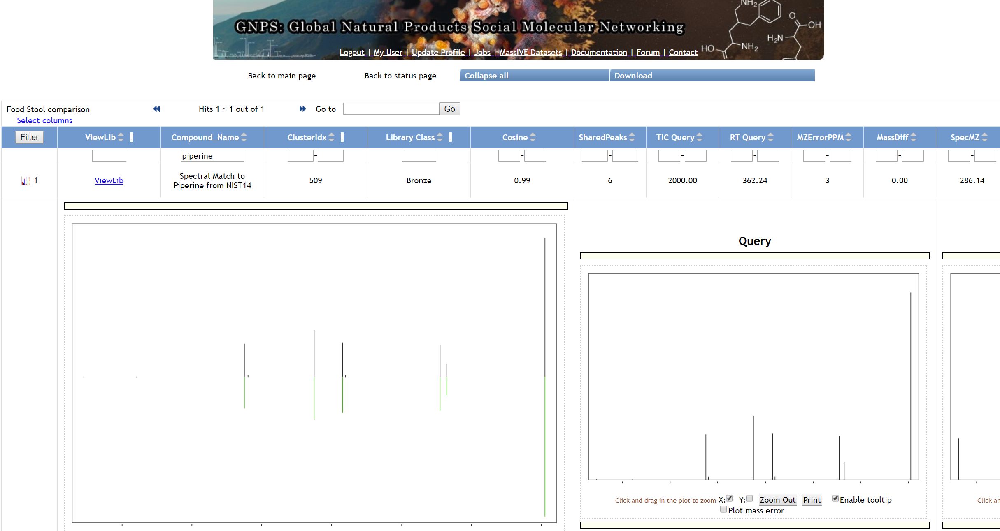 NH2
O
OH
H2N
HO
NH2
GNPS: Global Natural Products Social Molecular Networking
Logout | My User | Update Profile | Jobs | MassIVE Datasets | Documentation | Forum | Contact
Back to main page Back to status page Collapse all Download
Food Stool comparison Hits 1 ~ 1 out of 1 Go to Go
Select columns
Filter ViewLib Compound_Name ClusterIdx Library Class Cosine SharedPeaks TIC Query RT Query MZErrorPPM MassDiff SpecMZ
piperine ~ ~ ~ ~ ~ ~ ~ ~
1 ViewLib Spectral Match to Piperine from NIST14 509 Bronze 0.99 6 2000.00 362.24 3 0.00 286.14
Query
Click and drag in the plot to zoom X: Y: Zoom Out Print Enable tooltip
Plot mass error
Click an